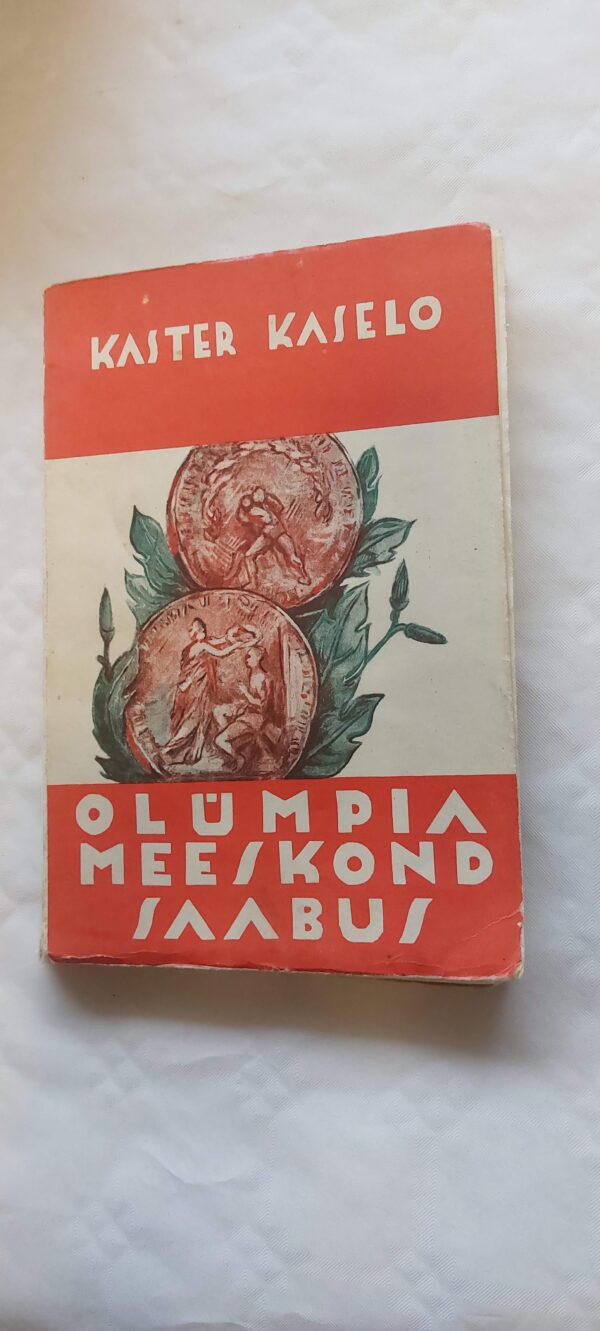 KASTER KASELO
OLÜMPIA
MEESKOND
SAABUS